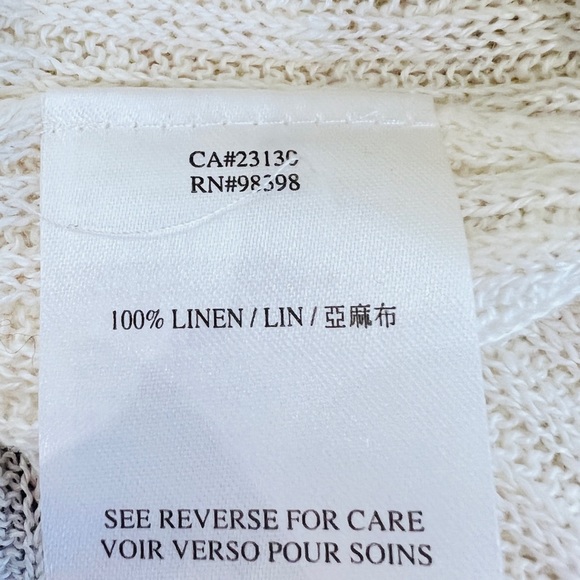 CA#23130
RN#98398
100% LINEN / LIN / 亞麻布
SEE REVERSE FOR CARE
VOIR VERSO POUR SOINS